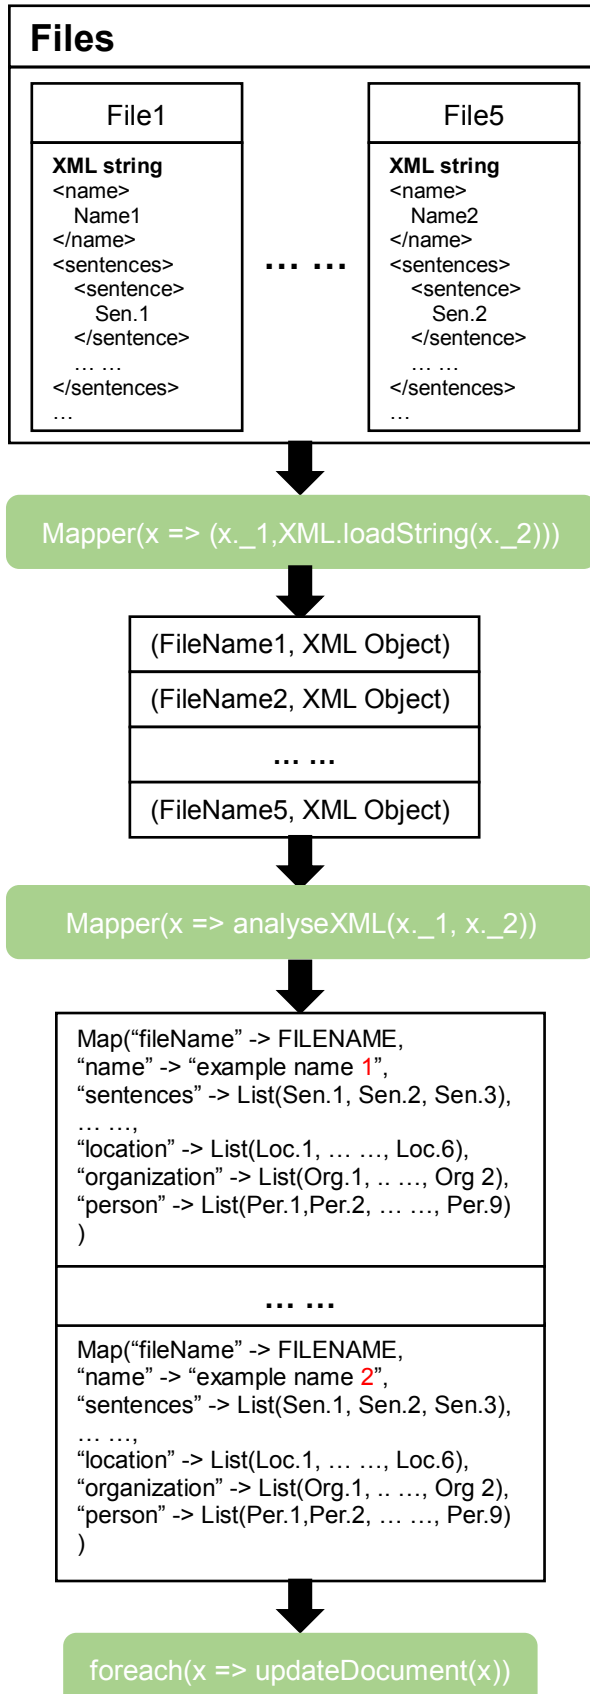 Files
File1
XML string
<name>
Name1
</name>
<sentences>
<sentence>
Sen.1
</sentence>
… …
</sentences>
…
… …
File5
XML string
<name>
Name2
</name>
<sentences>
<sentence>
Sen.2
</sentence>
… …
</sentences>
…
Mapper(x => (x._1,XML.loadString(x._2)))
(FileName1, XML Object)
(FileName2, XML Object)
… …
(FileName5, XML Object)
Mapper(x => analyseXML(x._1, x._2))
Map(“fileName” -> FILENAME,
“name” -> “example name 1”,
“sentences” -> List(Sen.1, Sen.2, Sen.3),
… …,
“location” -> List(Loc.1, … …, Loc.6),
“organization” -> List(Org.1, .. …, Org 2),
“person” -> List(Per.1,Per.2, … …, Per.9)
)
… …
Map(“fileName” -> FILENAME,
“name” -> “example name 2”,
“sentences” -> List(Sen.1, Sen.2, Sen.3),
… …,
“location” -> List(Loc.1, … …, Loc.6),
“organization” -> List(Org.1, .. …, Org 2),
“person” -> List(Per.1,Per.2, … …, Per.9)
)
foreach(x => updateDocument(x))